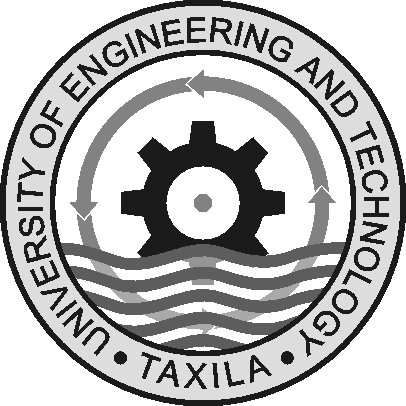 UNIVERSITY OF ENGINEERING AND TECHNOLOGY
• TAXILA •